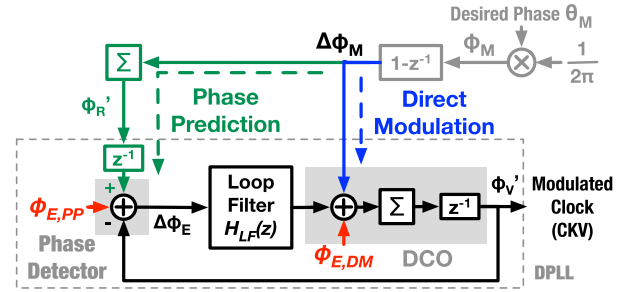 Desired Phase θM
ΔΦM
ΦM
1-z⁻¹
1
2π
Σ
Phase
Prediction
Direct
Modulation
ΦR'
z⁻¹
+
ΦE,PP
-
ΔΦE
Loop
Filter
HLF(z)
Σ
z⁻¹
ΦV'
Modulated
Clock
(CKV)
Phase
Detector
ΦE,DM
DCO
DPLL